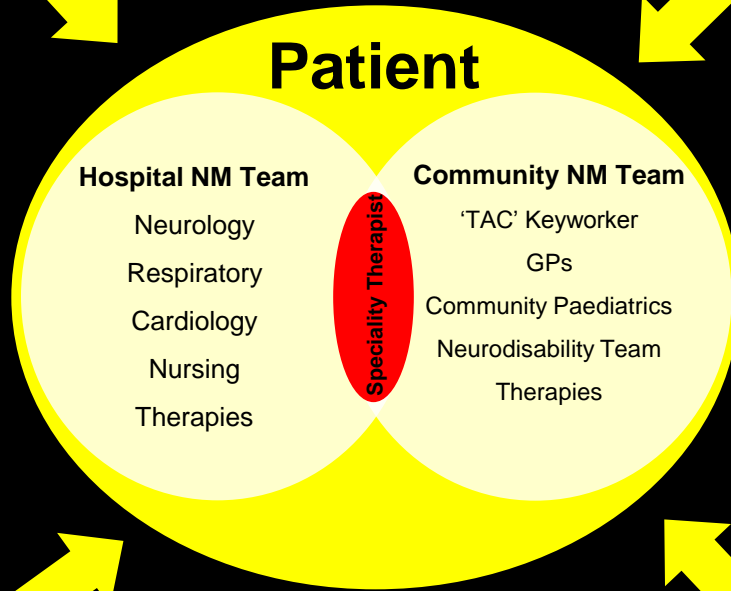 Patient
Hospital NM Team
Neurology
Respiratory
Cardiology
Nursing
Therapies
Speciality Therapist
Community NM Team
‘TAC’ Keyworker
GPs
Community Paediatrics
Neurodisability Team
Therapies